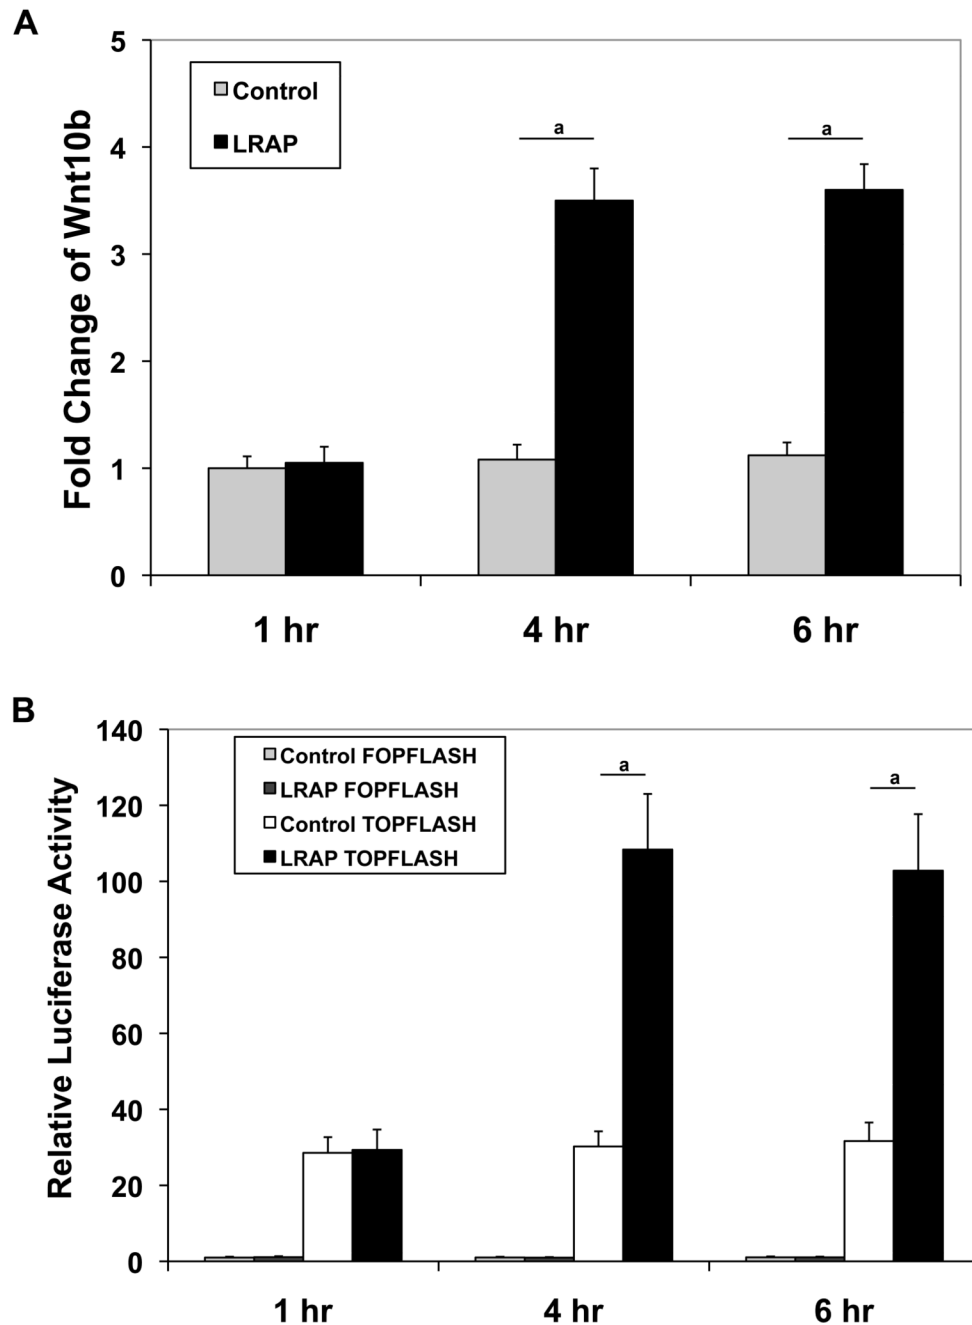 A
Fold Change of Wnt10b
5
4
3
2
1
0
Control
LRAP
a
a
1 hr
4 hr
6 hr
B
Relative Luciferase Activity
140
120
100
80
60
40
20
0
Control FOPFLASH
LRAP FOPFLASH
Control TOPFLASH
LRAP TOPFLASH
a
a
1 hr
4 hr
6 hr